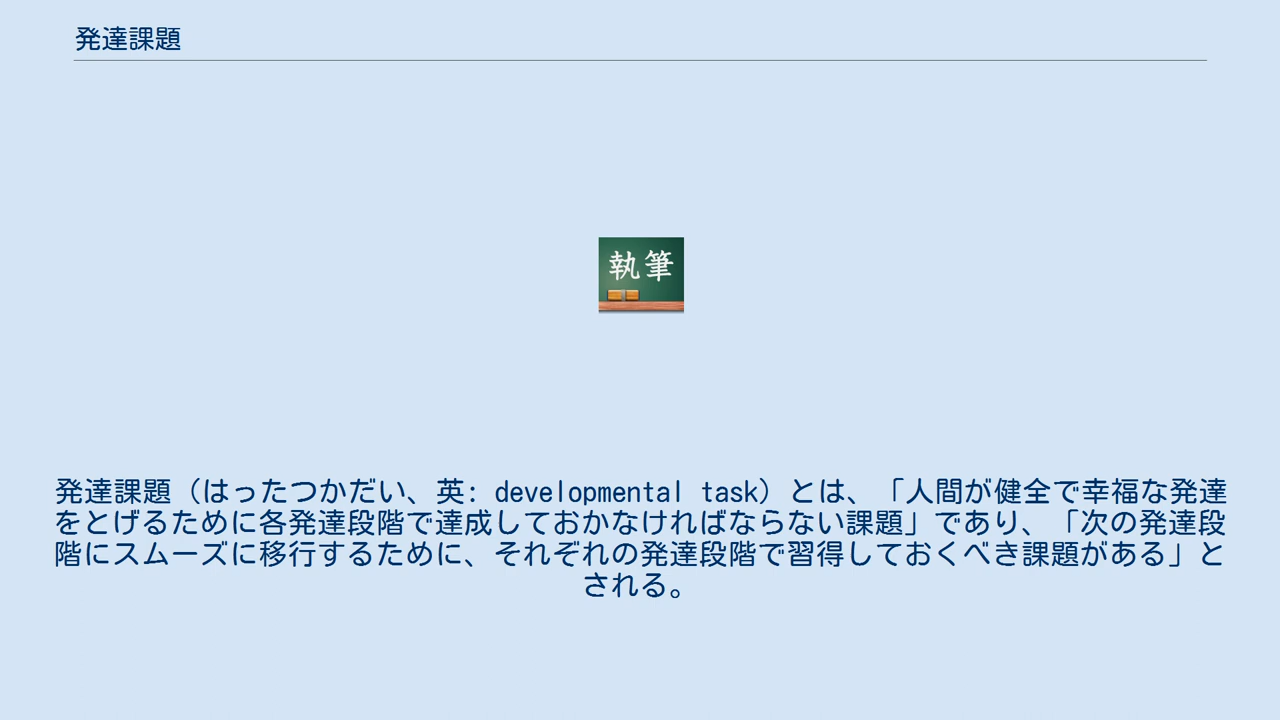 発達課題
執筆
発達課題（はったつかだい、英: developmental task）とは、「人間が健全で幸福な発達
をとげるために各発達段階で達成しておかなければならない課題」であり、「次の発達段
階にスムーズに移行するために、それぞれの発達段階で習得しておくべき課題がある」と
される。